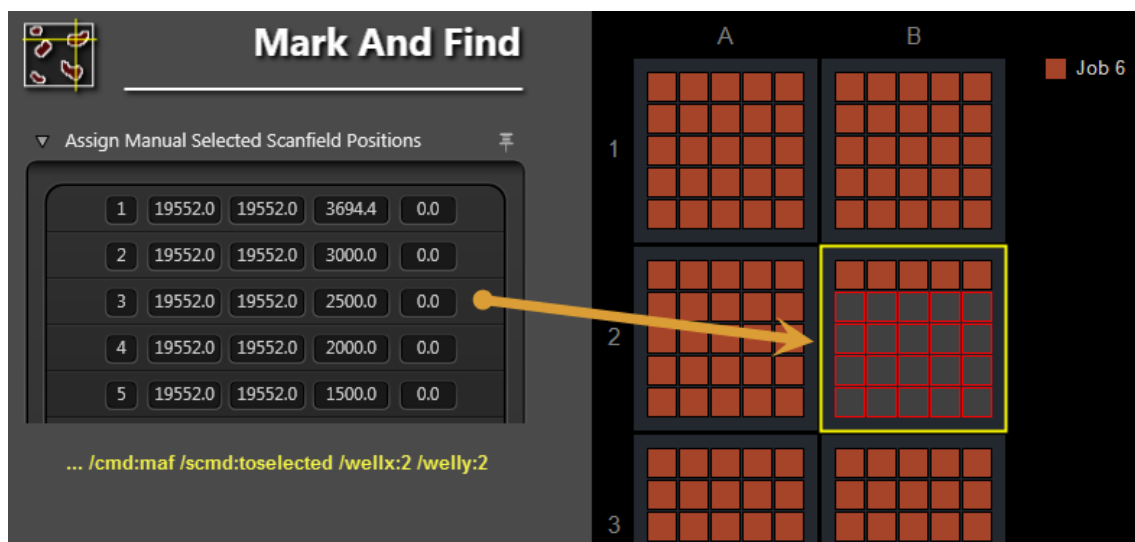 Mark And Find
Assign Manual Selected Scanfield Positions
1 19552.0 19552.0 3694.4 0.0
2 19552.0 19552.0 3000.0 0.0
3 19552.0 19552.0 2500.0 0.0
4 19552.0 19552.0 2000.0 0.0
5 19552.0 19552.0 1500.0 0.0
... /cmd:maf /scmd:toselected /wellx:2 /welly:2
A B
1
2
3
Job 6